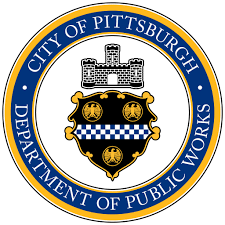 · CITY OF PITTSBURGH ·
DEPARTMENT OF PUBLIC WORKS